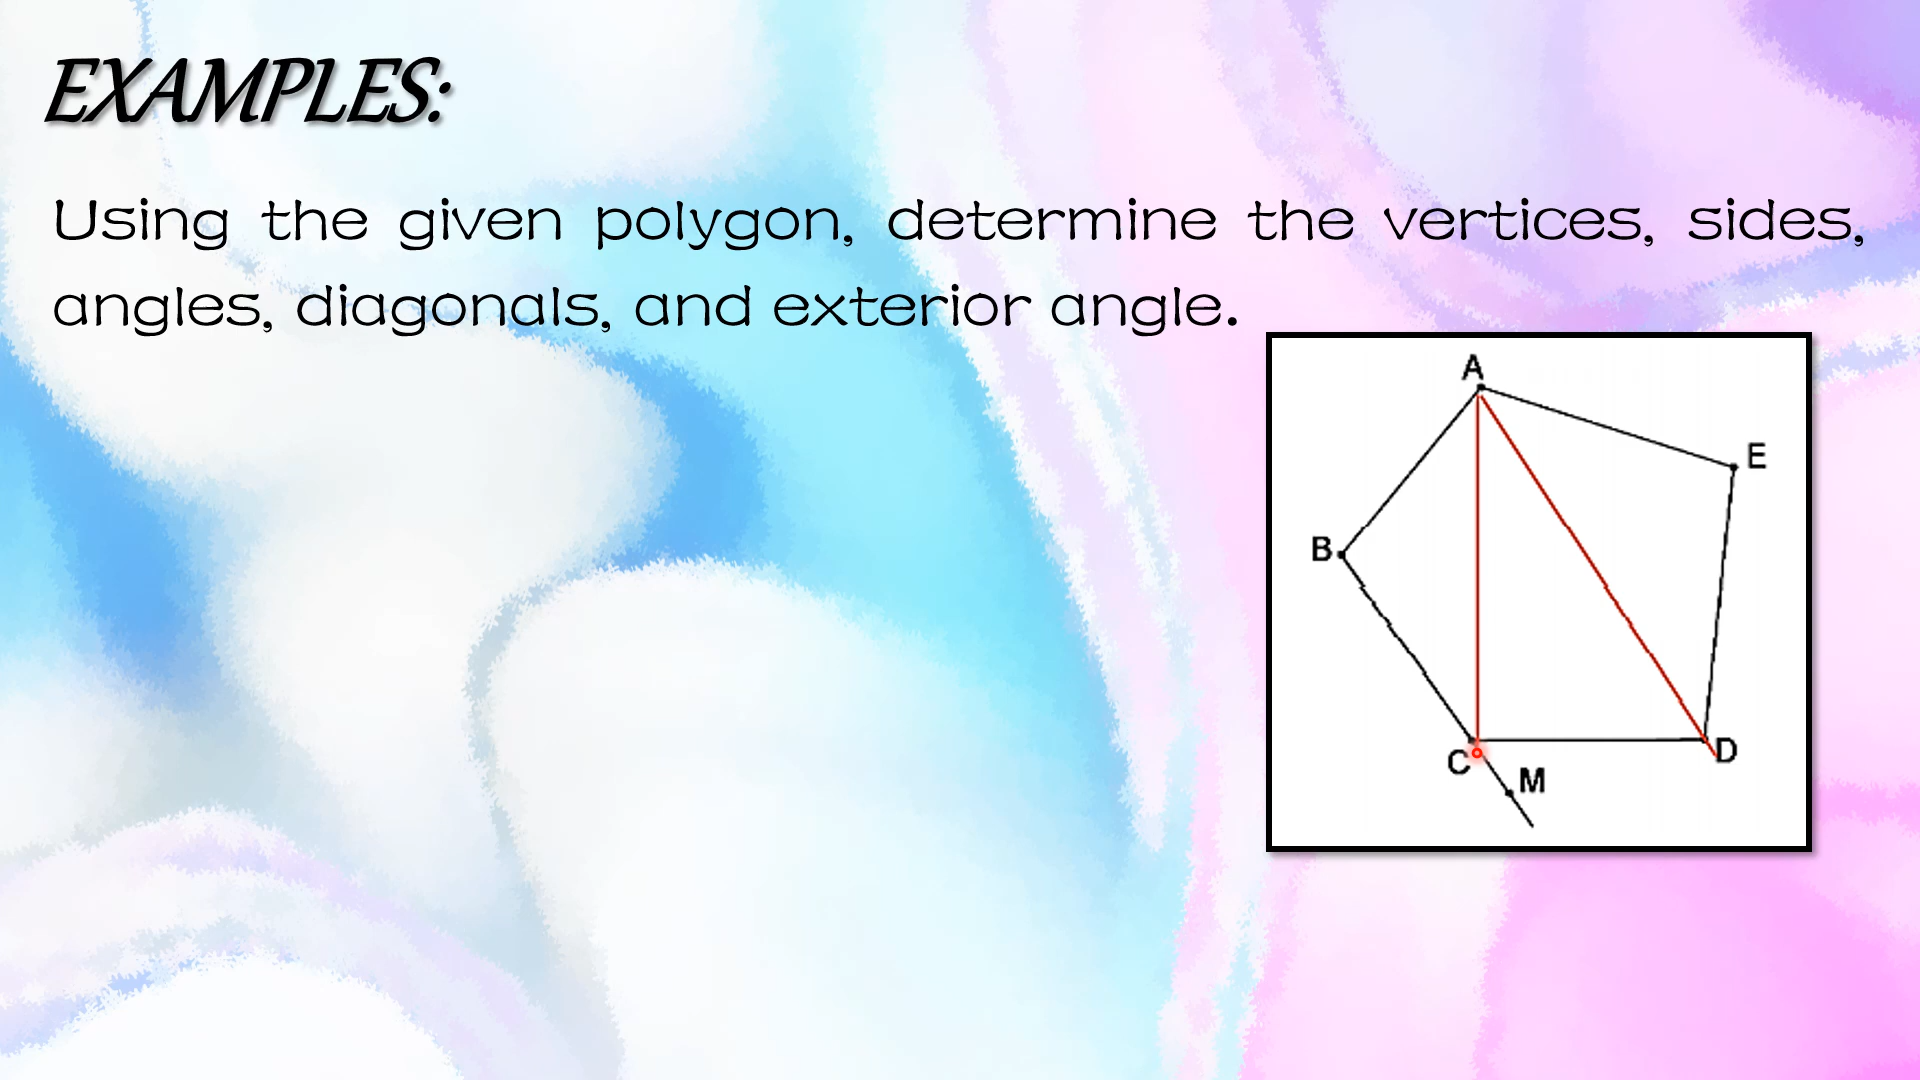 EXAMPLES:
Using the given polygon, determine the vertices, sides,
angles, diagonals, and exterior angle.
A
E
B
C
D
M